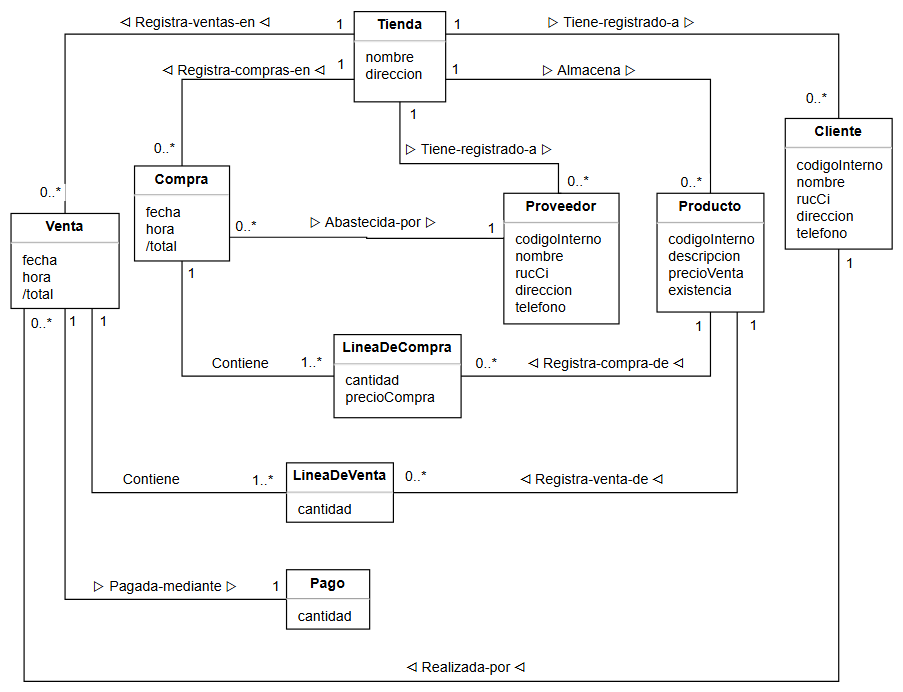 ◁ Registra-ventas-en ◁
1
Tienda
1
▷ Tiene-registrado-a ▷
nombre
direccion
◁ Registra-compras-en ◁
1
1
▷ Almacena ▷
0..*
1
Cliente
codigoInterno
nombre
rucCi
direccion
telefono
1
▷ Tiene-registrado-a ▷
0..*
Compra
fecha
hora
/total
0..*
▷ Abastecida-por ▷
1
1
0..*
Proveedor
codigoInterno
nombre
rucCi
direccion
telefono
0..*
Producto
codigoInterno
descripcion
precioVenta
existencia
1
1
0..*
Venta
fecha
hora
/total
0..*
1
1
Contiene
1..*
LineaDeCompra
cantidad
precioCompra
0..*
◁ Registra-compra-de ◁
Contiene
1..*
LineaDeVenta
cantidad
0..*
◁ Registra-venta-de ◁
▷ Pagada-mediante ▷
1
Pago
cantidad
◁ Realizada-por ◁